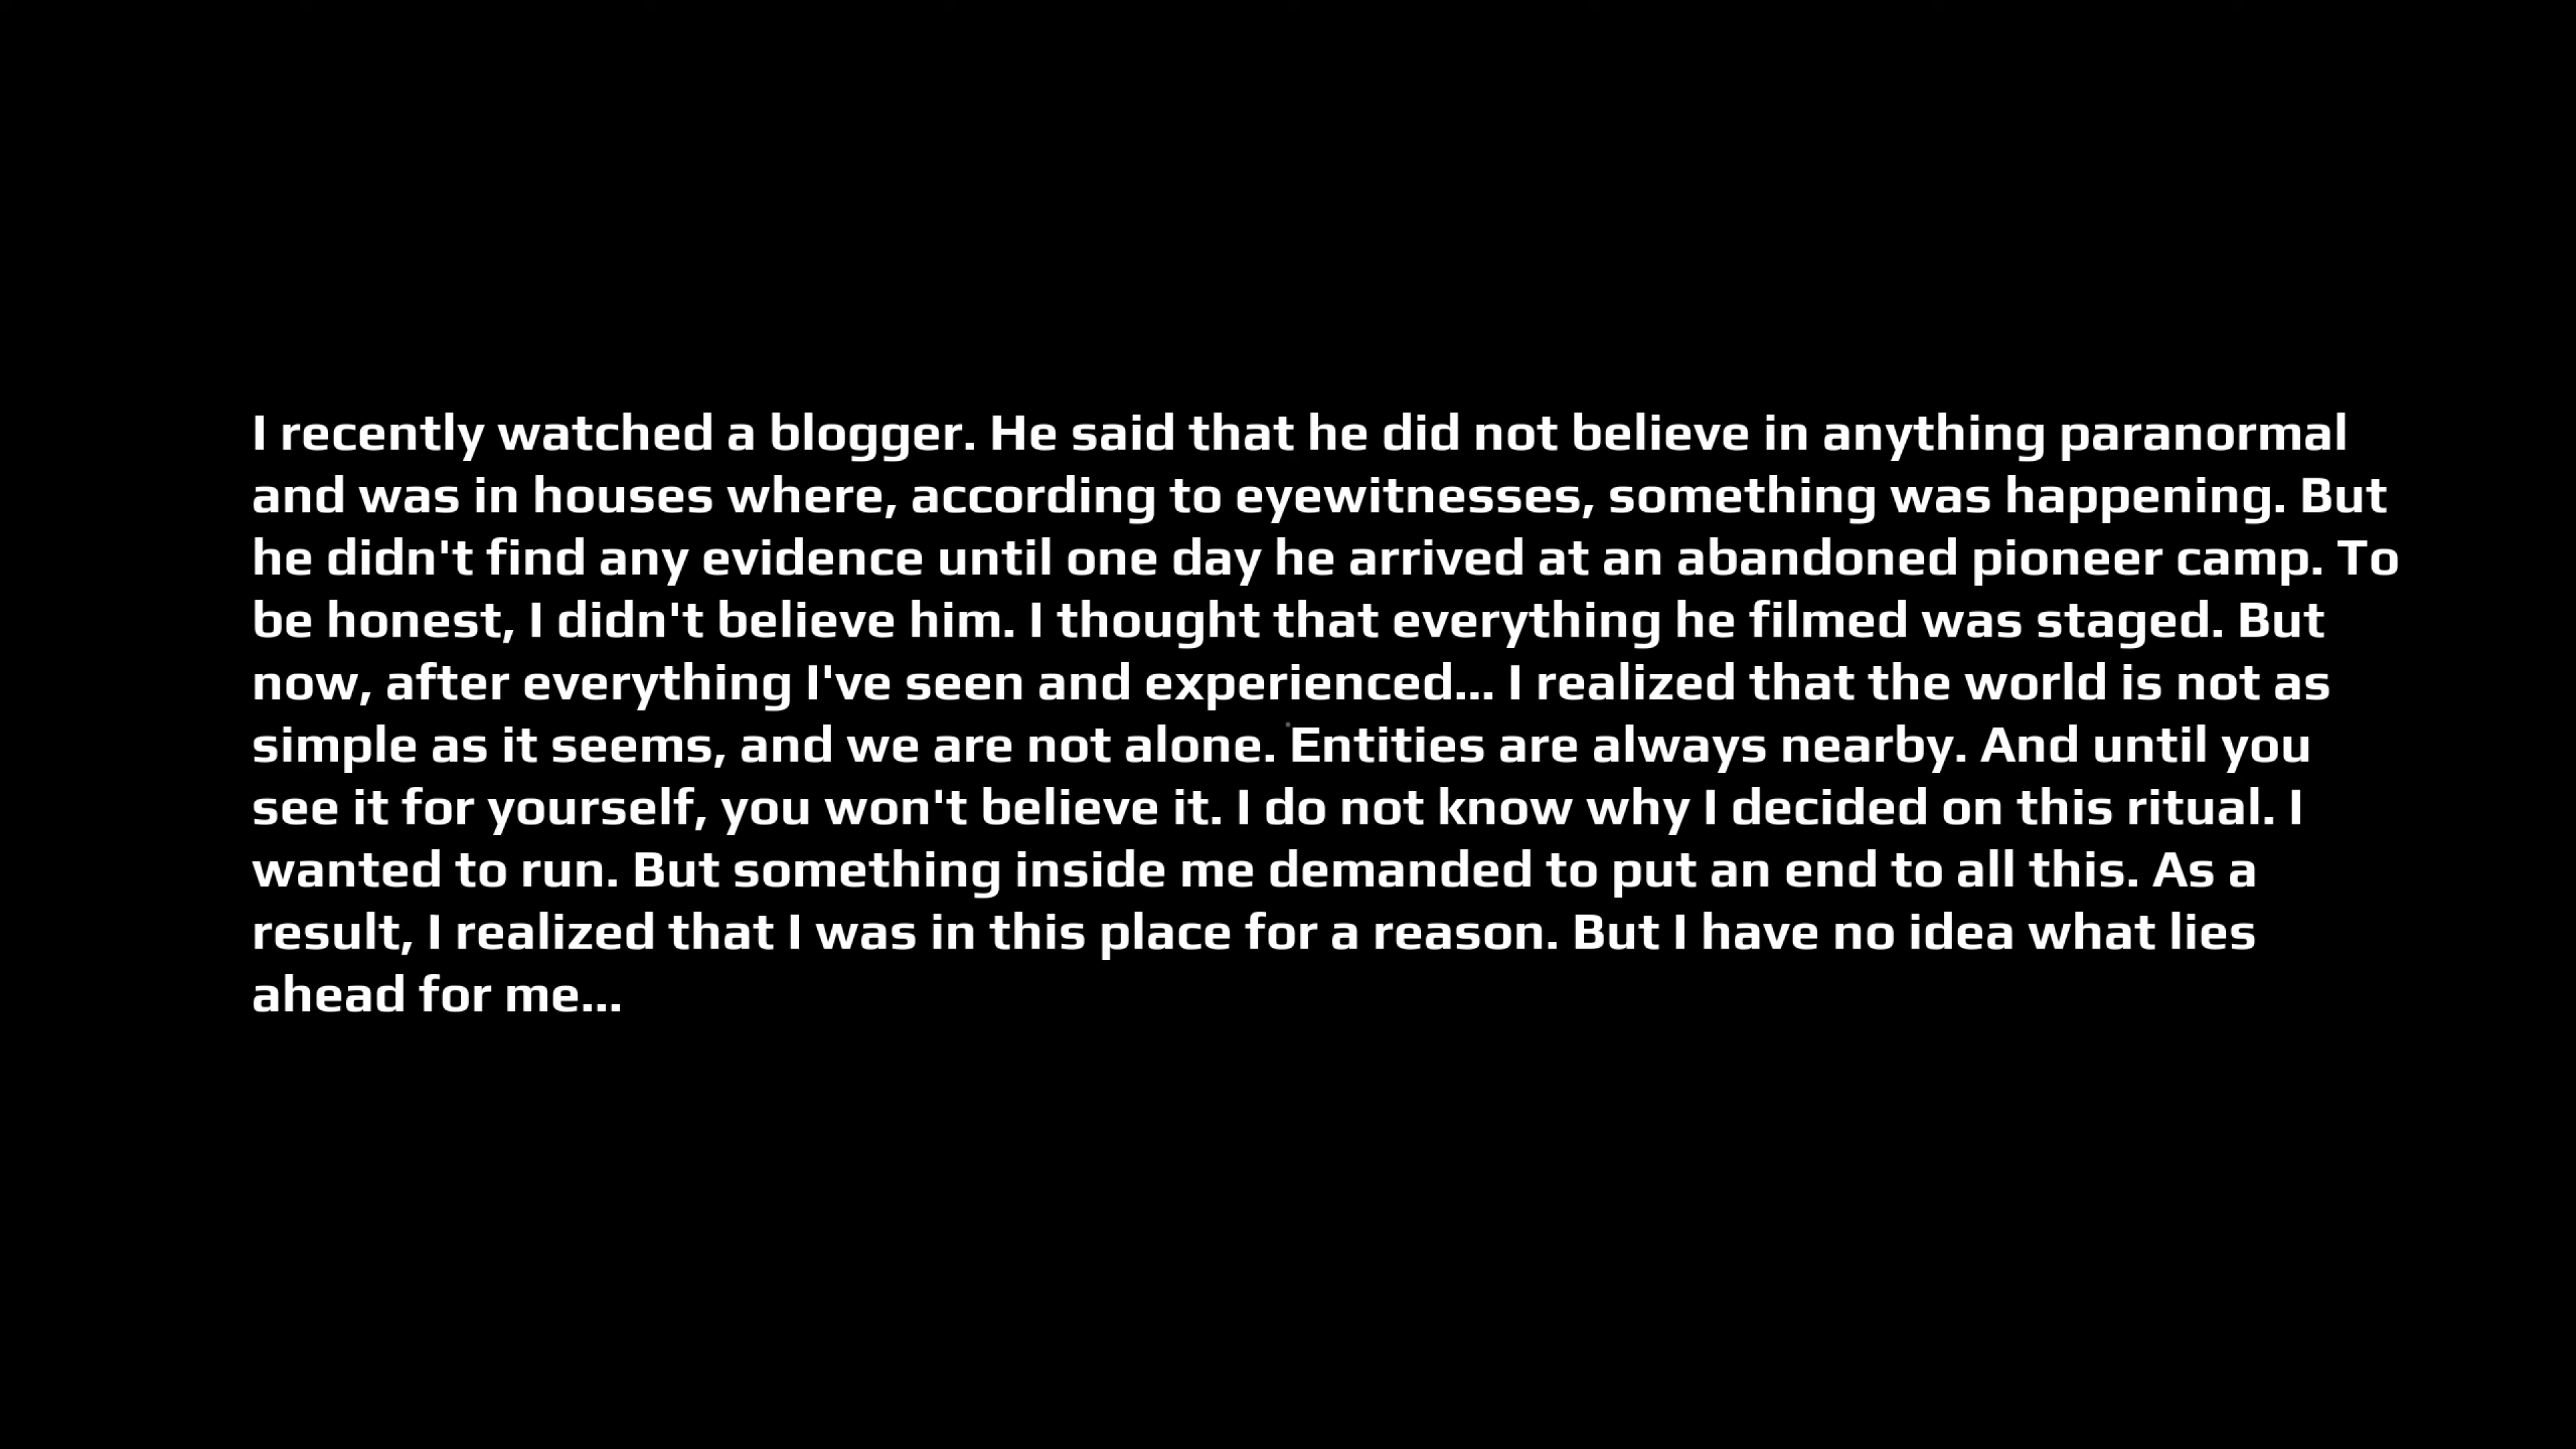 I recently watched a blogger. He said that he did not believe in anything paranormal
and was in houses where, according to eyewitnesses, something was happening. But
he didn't find any evidence until one day he arrived at an abandoned pioneer camp. To
be honest, I didn't believe him. I thought that everything he filmed was staged. But
now, after everything I've seen and experienced... I realized that the world is not as
simple as it seems, and we are not alone. Entities are always nearby. And until you
see it for yourself, you won't believe it. I do not know why I decided on this ritual. I
wanted to run. But something inside me demanded to put an end to all this. As a
result, I realized that I was in this place for a reason. But I have no idea what lies
ahead for me...